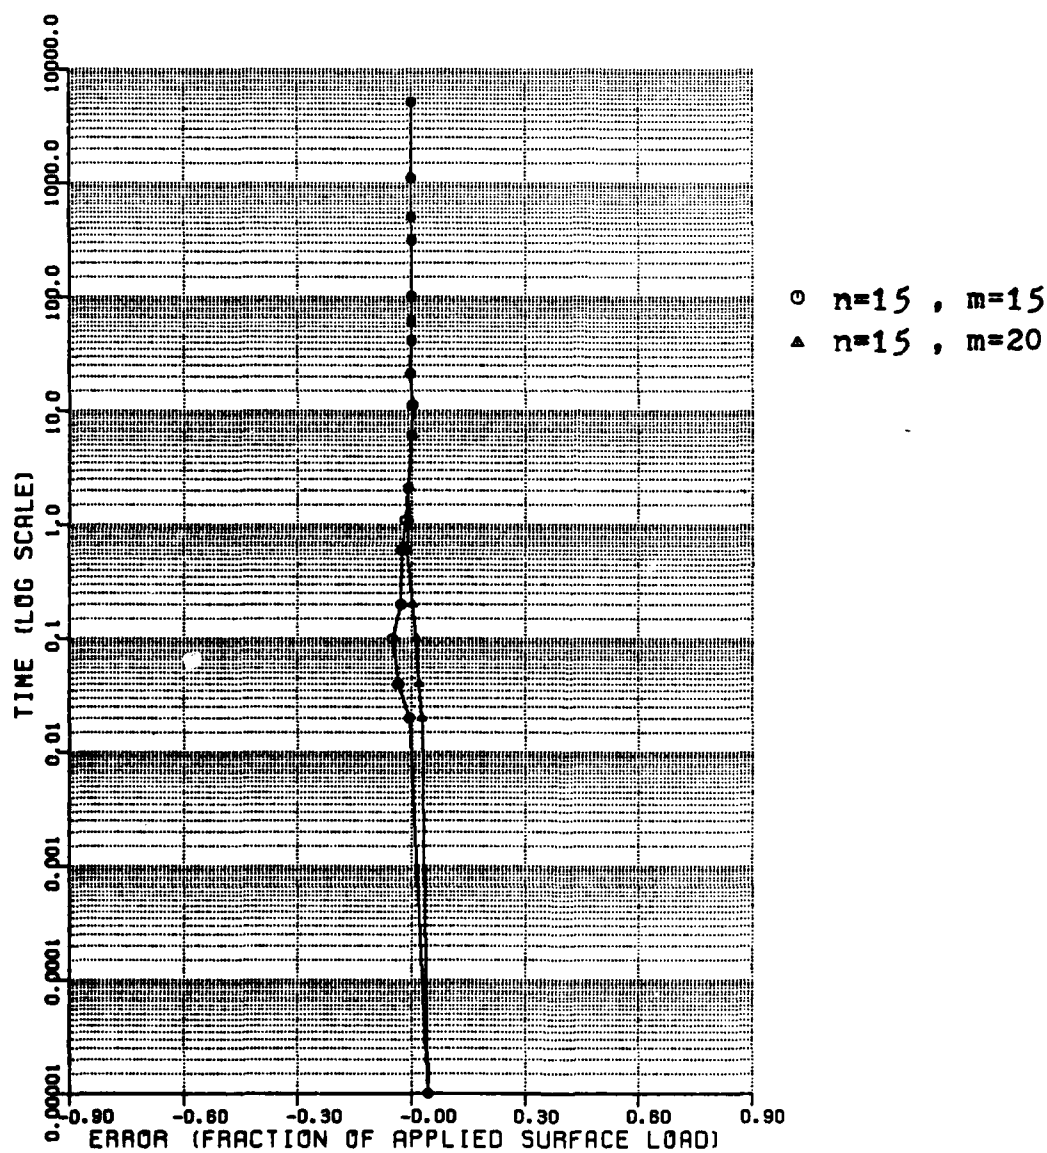 10000.0
1000.0
100.0
10.0
1.0
0.1
0.01
0.001
0.0001
0.00001
TIME (LOG SCALE)
n=15 , m=15
n=15 , m=20
-0.90 -0.60 -0.30 -0.00 0.30 0.60 0.90
ERROR (FRACTION OF APPLIED SURFACE LOAD)